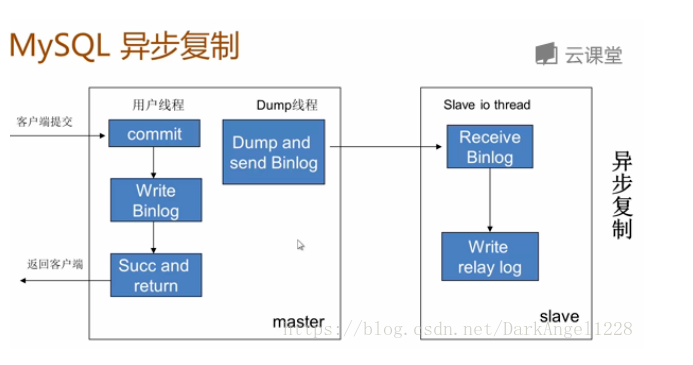 MySQL 异步复制
云课堂
用户线程
Dump线程
Slave io thread
客户端提交
commit
Dump and
send Binlog
Receive
Binlog
Write
Binlog
异步复制
返回客户端
Succ and
return
Write
relay log
master
slave
https://blog.csdn.net/DarkAngel1228